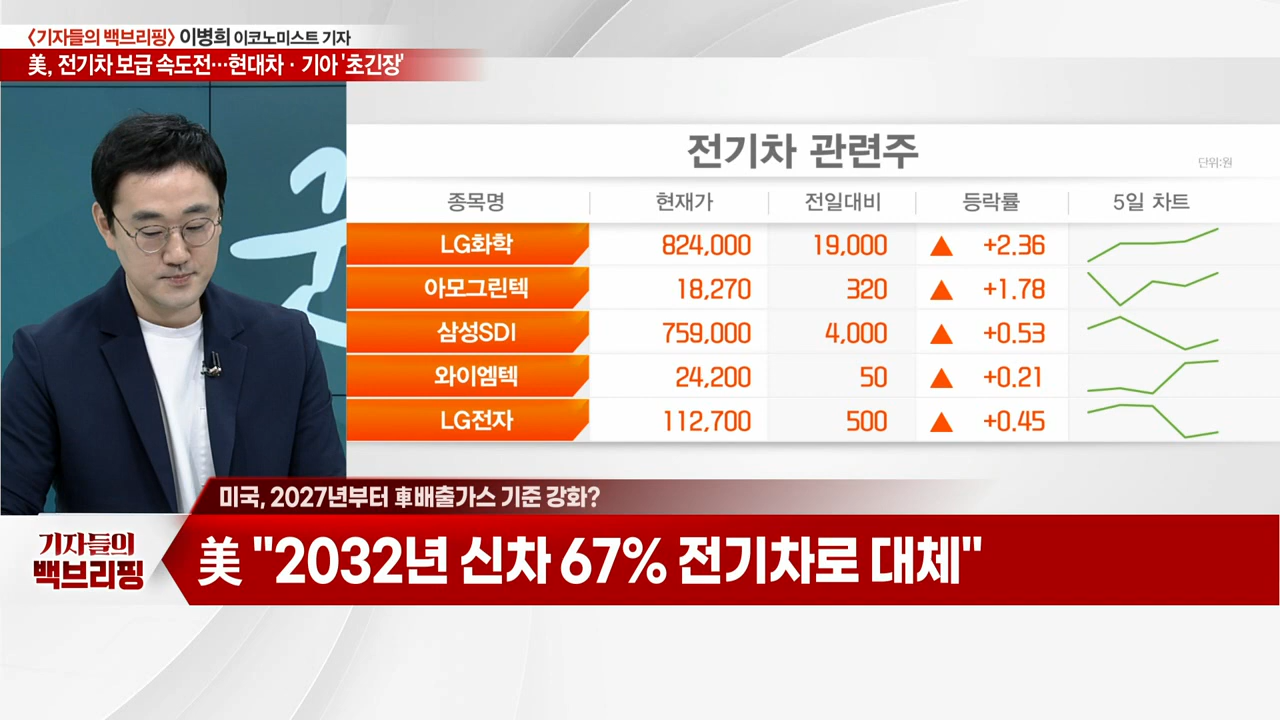 〈기자들의 백브리핑〉 이병희 이코노미스트 기자
美, 전기차 보급 속도전…현대차·기아 '초긴장'
전기차 관련주
단위:원
종목명 현재가 전일대비 등락률 5일 차트
LG화학 824,000 19,000 ▲ +2.36
아모그린텍 18,270 320 ▲ +1.78
삼성SDI 759,000 4,000 ▲ +0.53
와이엠텍 24,200 50 ▲ +0.21
LG전자 112,700 500 ▲ +0.45
미국, 2027년부터 車배출가스 기준 강화?
기자들의
백브리핑
美 "2032년 신차 67% 전기차로 대체"